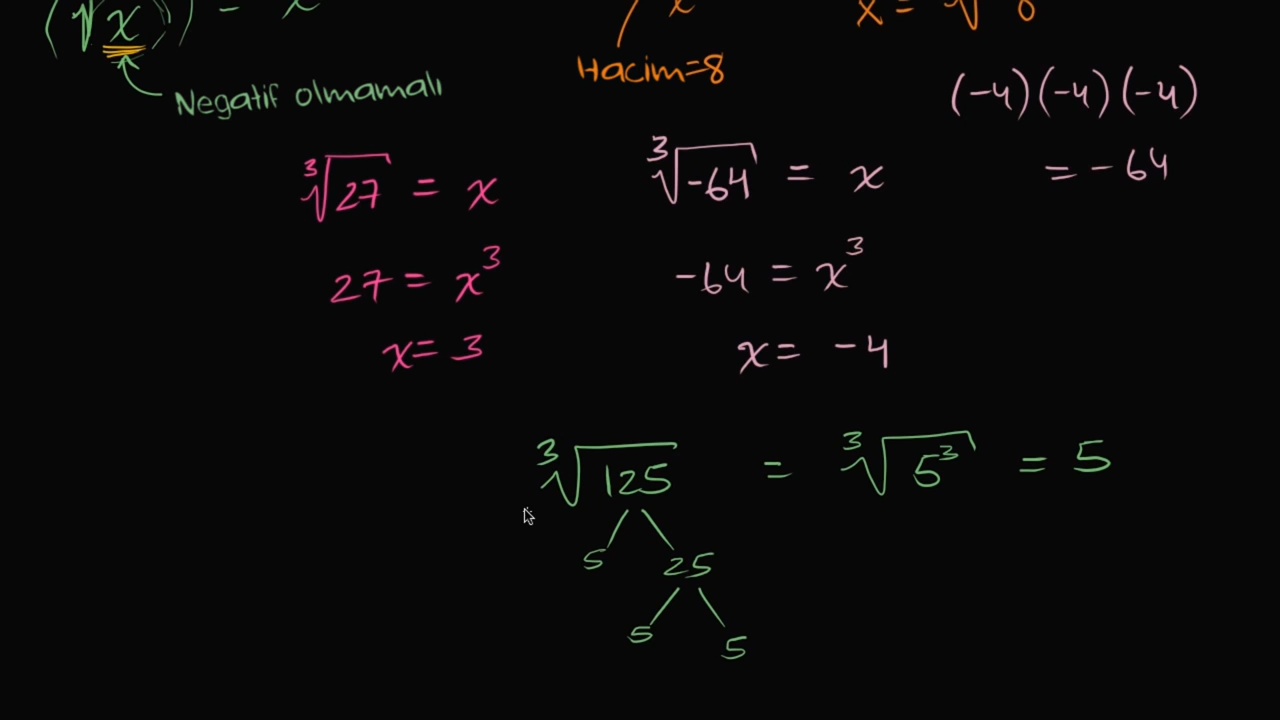 (√x)) = x
x
x = √8
Hacim=8
Negatif olmamalı
(-4)(-4)(-4)
= -64
∛27 = x
27 = x³
x = 3
∛-64 = x
-64 = x³
x = -4
∛125 = ∛5³ = 5
5 25
5 5